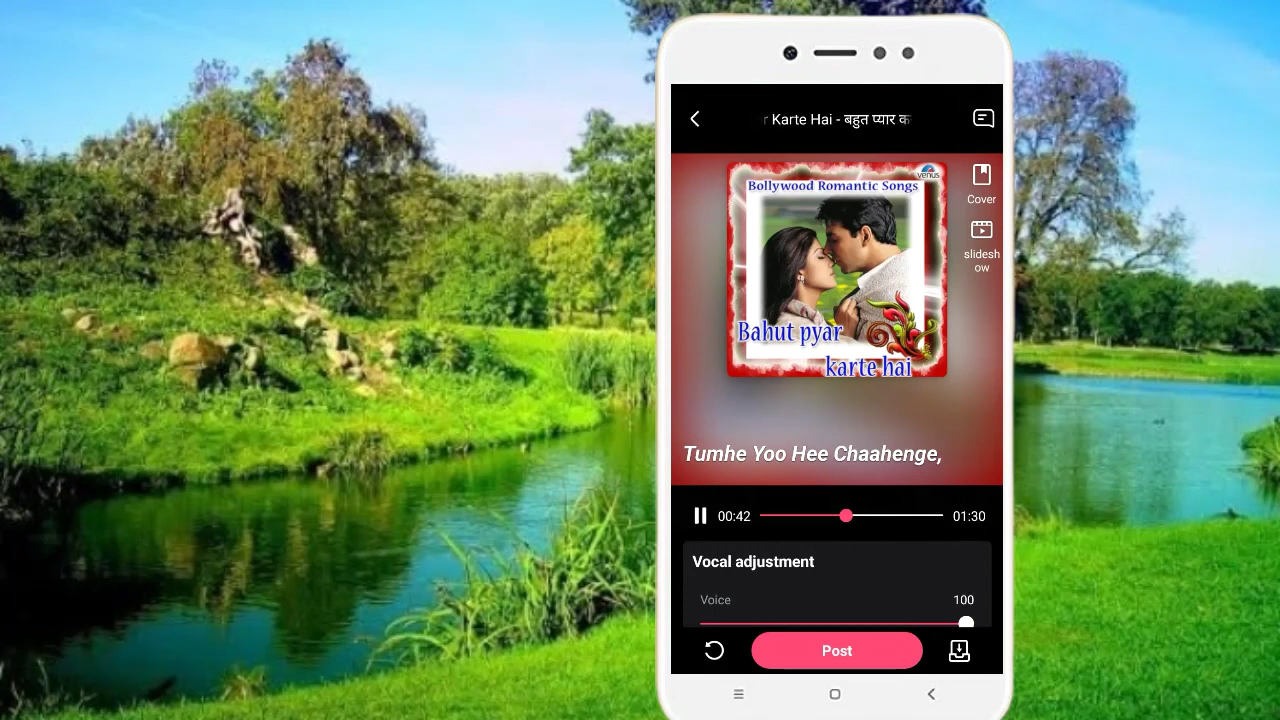 r Karte Hai - बहुत प्यार क
venus
Bollywood Romantic Songs
Cover
slidesh
ow
Bahut pyar
karte hai
Tumhe Yoo Hee Chaahenge,
00:42
01:30
Vocal adjustment
Voice
100
Post